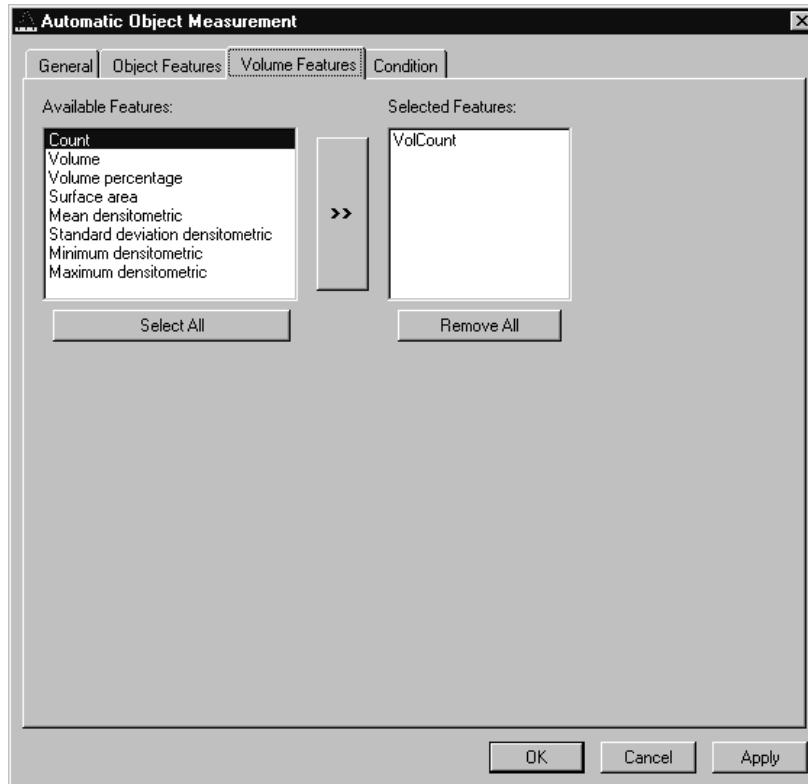 Automatic Object Measurement
General Object Features Volume Features Condition
Available Features: Selected Features:
Count
Volume
Volume percentage
Surface area
Mean densitometric
Standard deviation densitometric
Minimum densitometric
Maximum densitometric
>>
VolCount
Select All Remove All
OK Cancel Apply